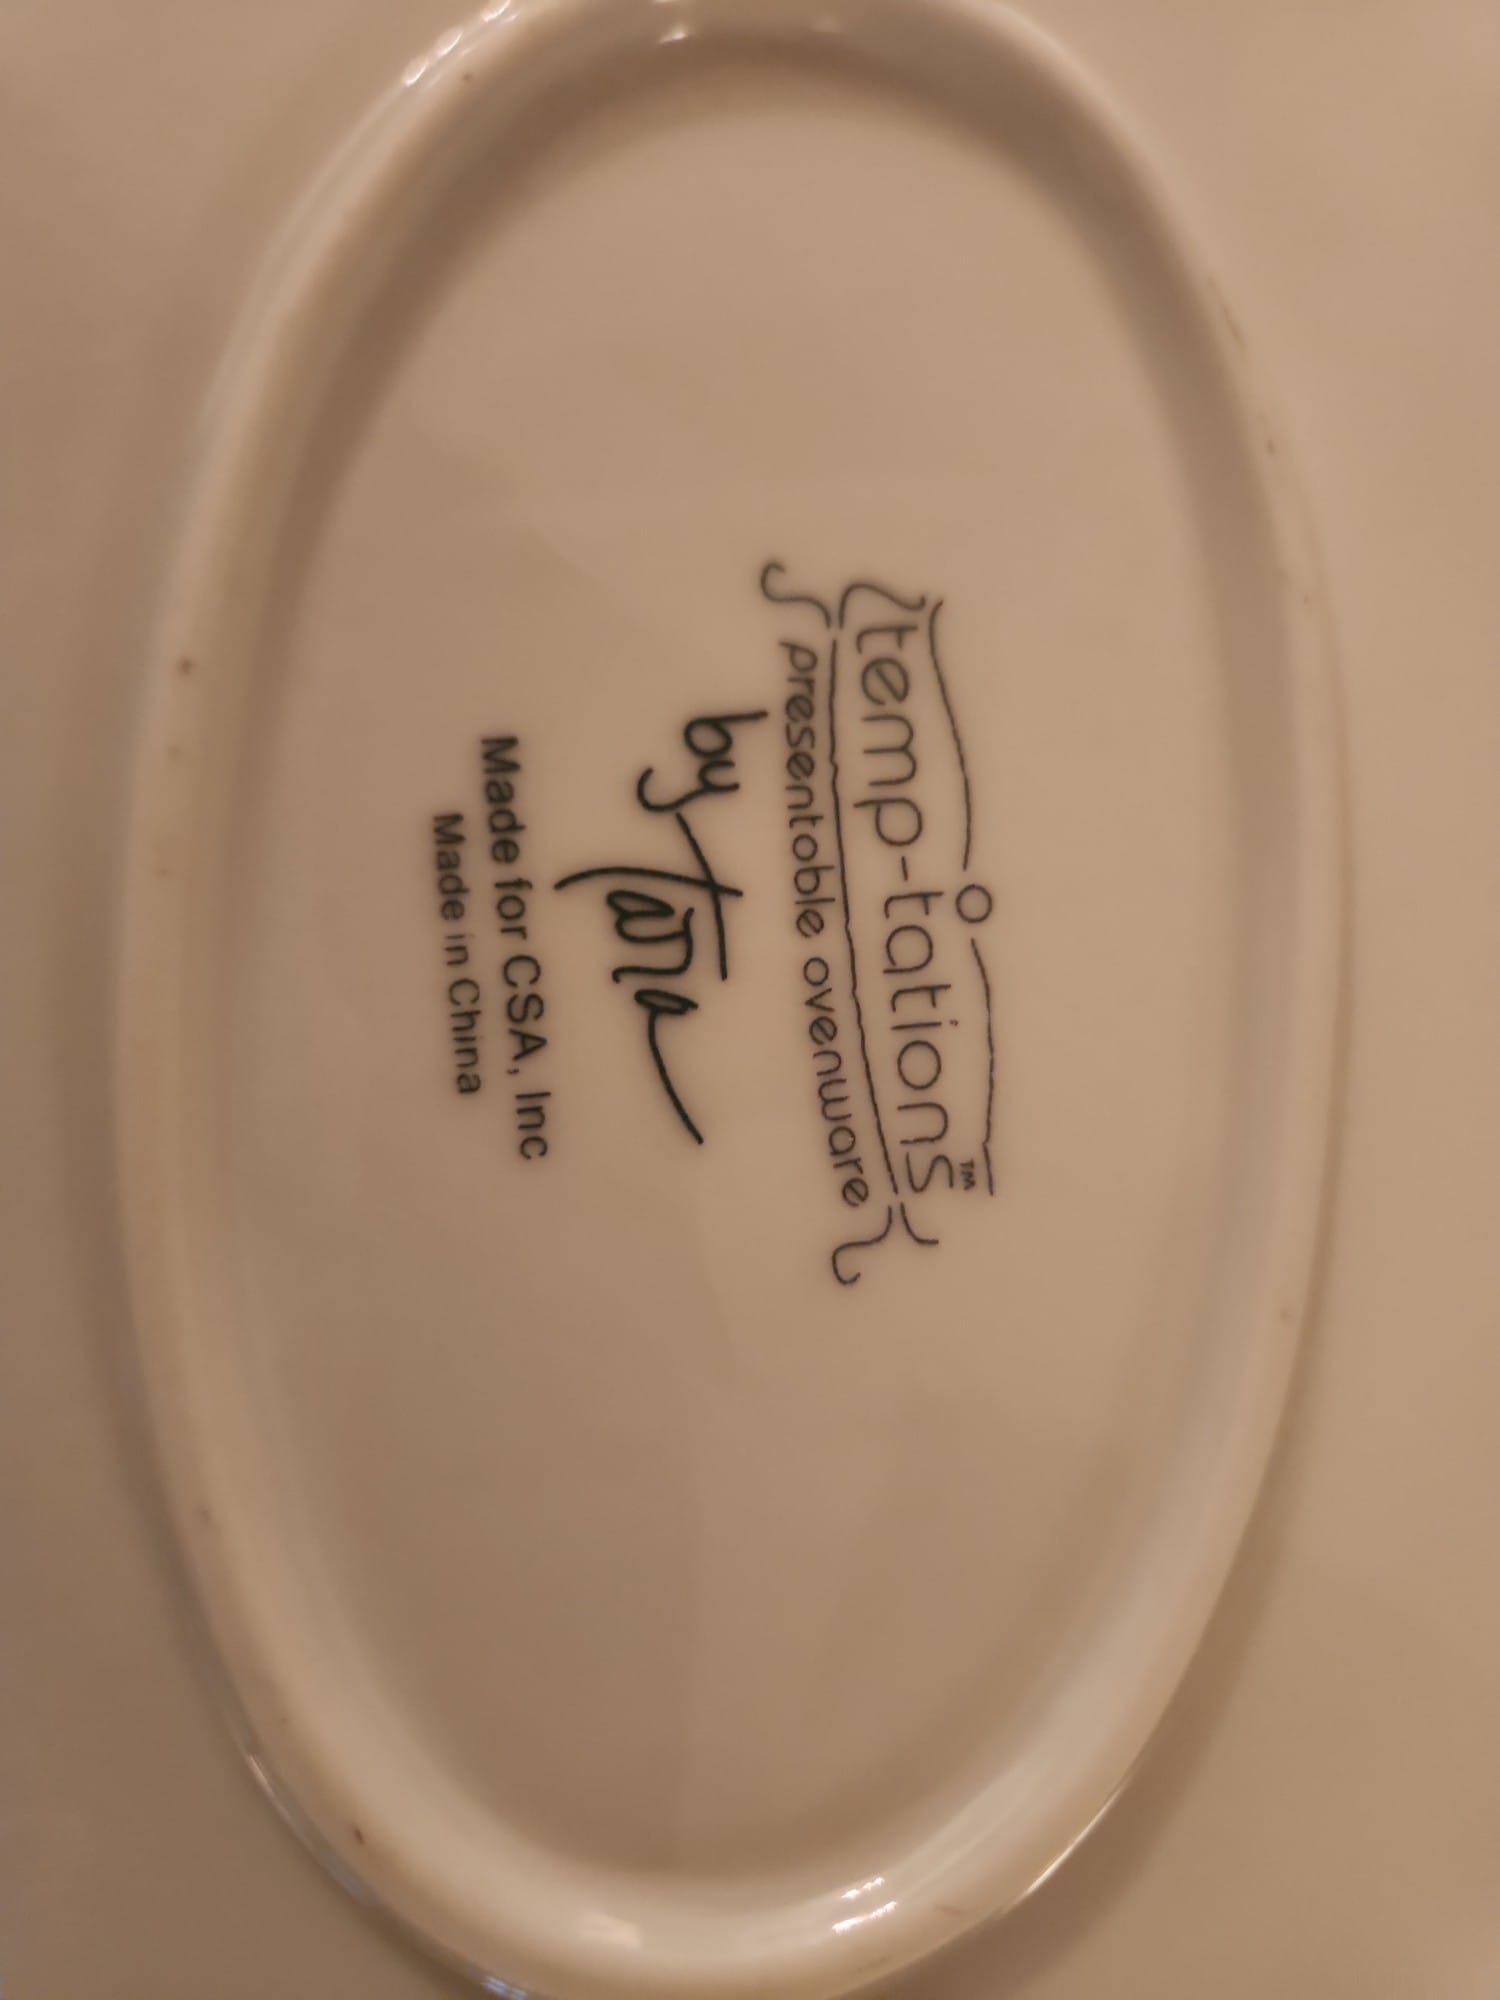 temp-tations™
presentable ovenware
by Tara
Made for CSA, Inc
Made in China